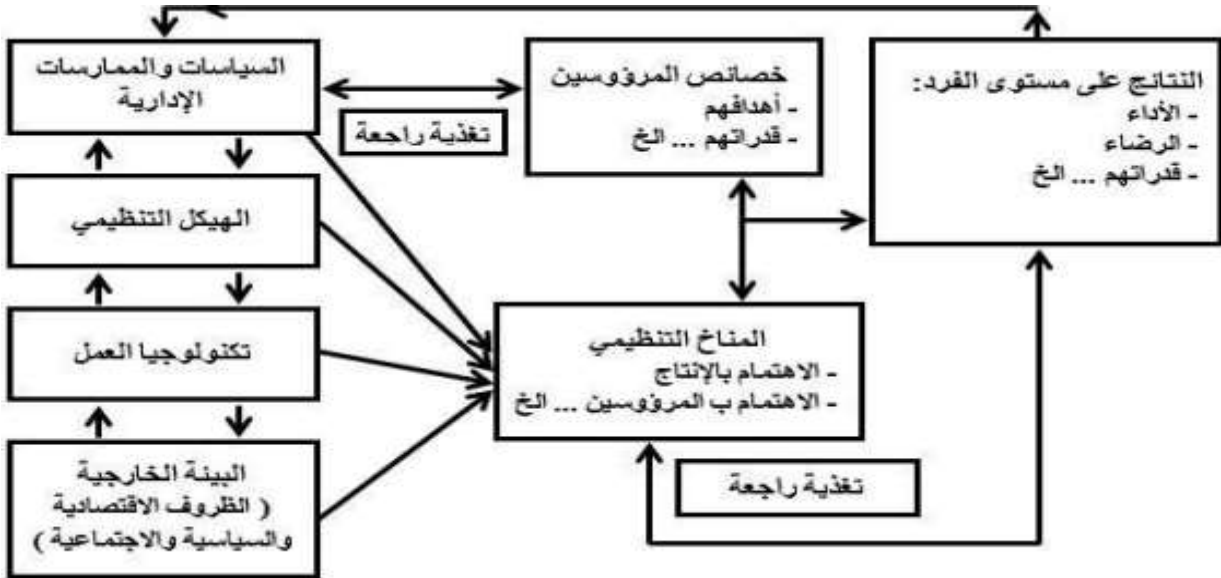 السياسات والممارسات
الإدارية
خصائص المرؤوسين
- أهدافهم
- قدراتهم ... الخ
النتائج على مستوى الفرد:
- الأداء
- الرضاء
- قدراتهم ... الخ
تغذية راجعة
الهيكل التنظيمي
تكنولوجيا العمل
المناخ التنظيمي
- الاهتمام بالإنتاج
- الاهتمام ب المرؤوسين ... الخ
البيئة الخارجية
( الظروف الاقتصادية
والسياسية والاجتماعية )
تغذية راجعة